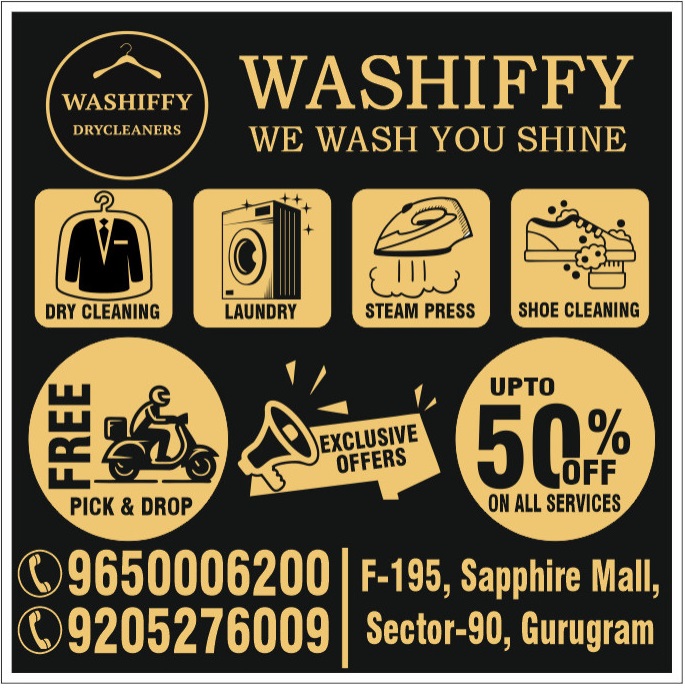 WASHIFFY
DRYCLEANERS
WASHIFFY
WE WASH YOU SHINE
DRY CLEANING
LAUNDRY
STEAM PRESS
SHOE CLEANING
FREE
PICK & DROP
EXCLUSIVE
OFFERS
UPTO
50%
OFF
ON ALL SERVICES
9650006200
9205276009
F-195, Sapphire Mall,
Sector-90, Gurugram